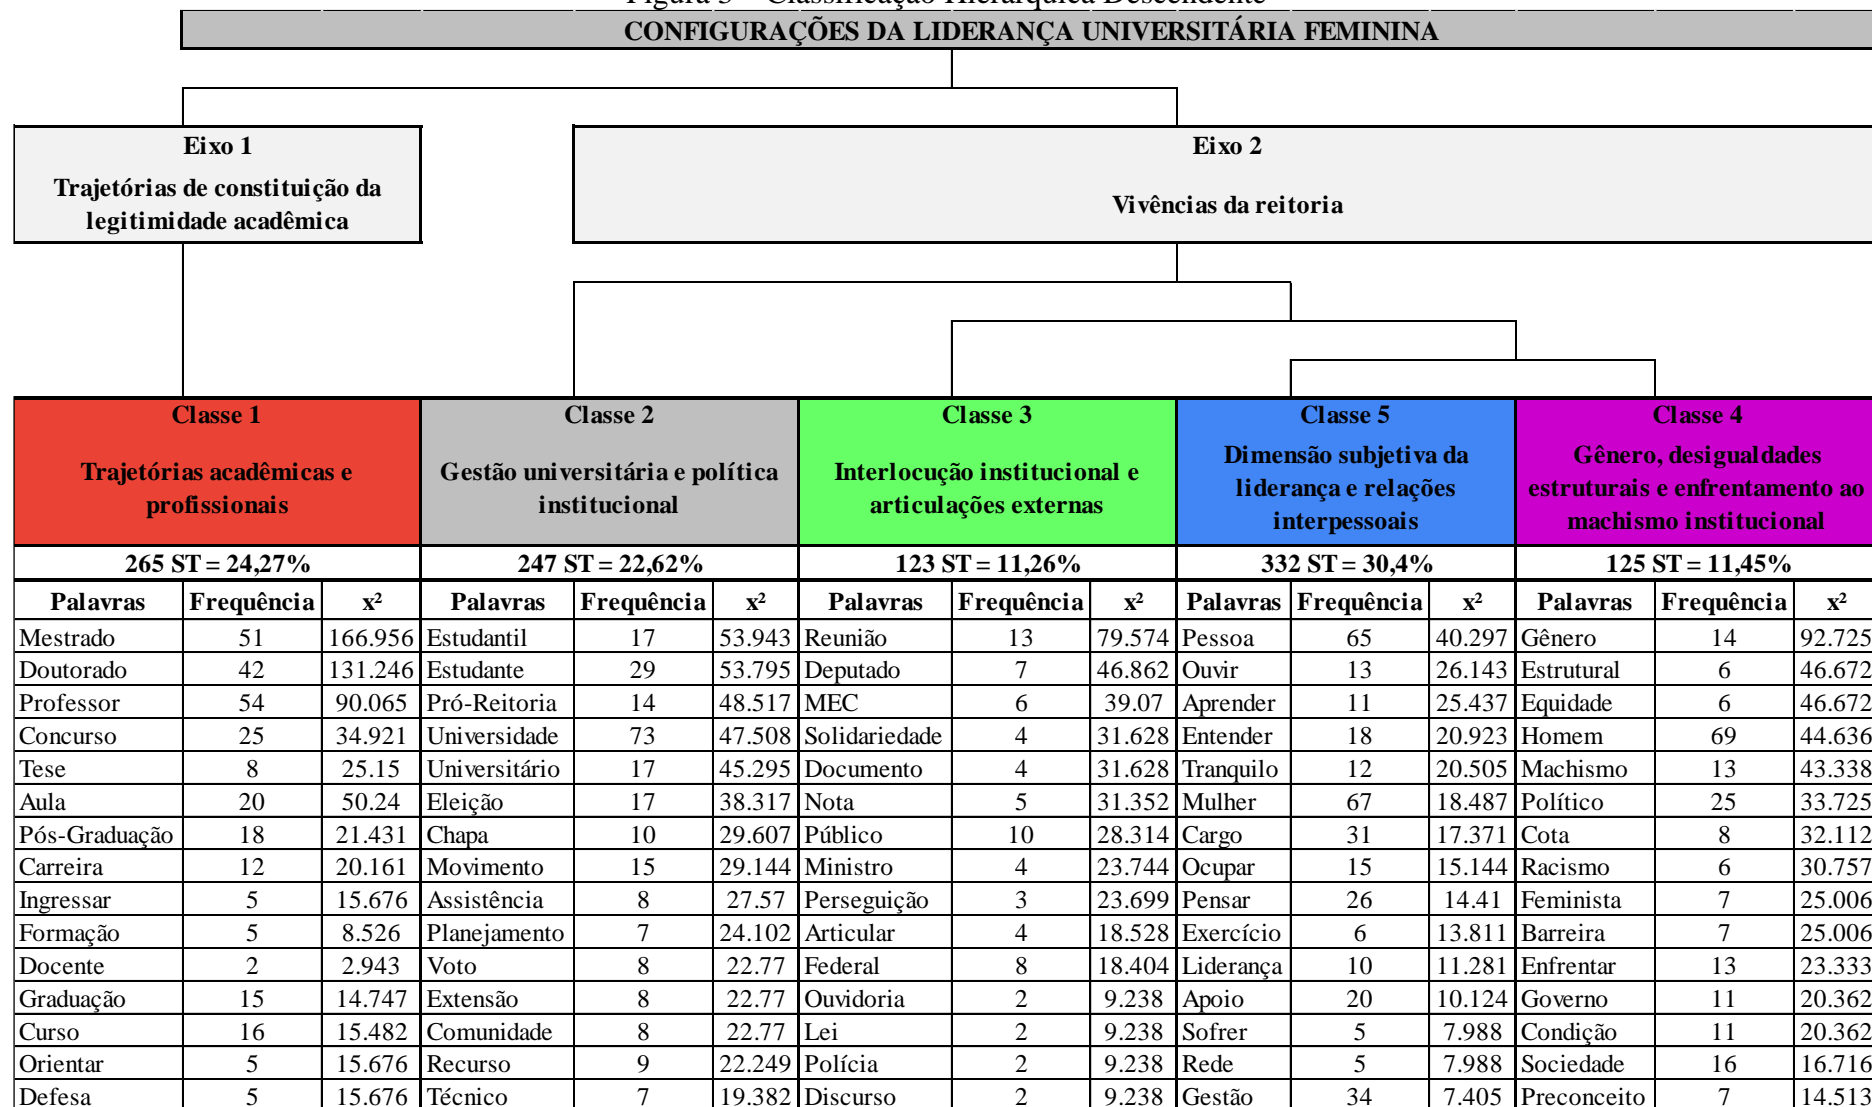 Figura 3 – Classificação Hierárquica Descendente
CONFIGURAÇÕES DA LIDERANÇA UNIVERSITÁRIA FEMININA
Eixo 1
Trajetórias de constituição da
legitimidade acadêmica
Eixo 2
Vivências da reitoria
Classe 1
Trajetórias acadêmicas e
profissionais
Classe 2
Gestão universitária e política
institucional
Classe 3
Interlocução institucional e
articulações externas
Classe 5
Dimensão subjetiva da
liderança e relações
interpessoais
Classe 4
Gênero, desigualdades
estruturais e enfrentamento ao
machismo institucional
265 ST = 24,27% 247 ST = 22,62% 123 ST = 11,26% 332 ST = 30,4% 125 ST = 11,45%
Palavras Frequência x² Palavras Frequência x² Palavras Frequência x² Palavras Frequência x² Palavras Frequência x²
Mestrado 51 166.956 Estudantil 17 53.943 Reunião 13 79.574 Pessoa 65 40.297 Gênero 14 92.725
Doutorado 42 131.246 Estudante 29 53.795 Deputado 7 46.862 Ouvir 13 26.143 Estrutural 6 46.672
Professor 54 90.065 Pró-Reitoria 14 48.517 MEC 6 39.07 Aprender 11 25.437 Equidade 6 46.672
Concurso 25 34.921 Universidade 73 47.508 Solidariedade 4 31.628 Entender 18 20.923 Homem 69 44.636
Tese 8 25.15 Universitário 17 45.295 Documento 4 31.628 Tranquilo 12 20.505 Machismo 13 43.338
Aula 20 50.24 Eleição 17 38.317 Nota 5 31.352 Mulher 67 18.487 Político 25 33.725
Pós-Graduação 18 21.431 Chapa 10 29.607 Público 10 28.314 Cargo 31 17.371 Cota 8 32.112
Carreira 12 20.161 Movimento 15 29.144 Ministro 4 23.744 Ocupar 15 15.144 Racismo 6 30.757
Ingressar 5 15.676 Assistência 8 27.57 Perseguição 3 23.699 Pensar 26 14.41 Feminista 7 25.006
Formação 5 8.526 Planejamento 7 24.102 Articular 4 18.528 Exercício 6 13.811 Barreira 7 25.006
Docente 2 2.943 Voto 8 22.77 Federal 8 18.404 Liderança 10 11.281 Enfrentar 13 23.333
Graduação 15 14.747 Extensão 8 22.77 Ouvidoria 2 9.238 Apoio 20 10.124 Governo 11 20.362
Curso 16 15.482 Comunidade 8 22.77 Lei 2 9.238 Sofrer 5 7.988 Condição 11 20.362
Orientar 5 15.676 Recurso 9 22.249 Polícia 2 9.238 Rede 5 7.988 Sociedade 16 16.716
Defesa 5 15.676 Técnico 7 19.382 Discurso 2 9.238 Gestão 34 7.405 Preconceito 7 14.513